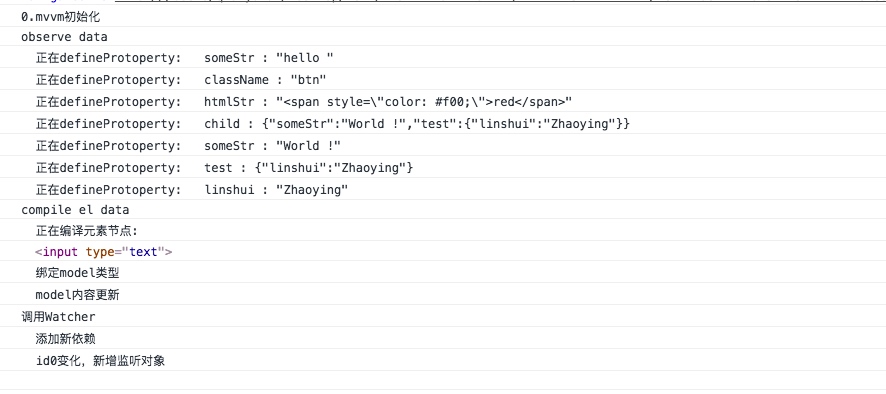 0.mvvm初始化
observe data
正在defineProtoperty:   someStr : "hello "
正在defineProtoperty:   className : "btn"
正在defineProtoperty:   htmlStr : "<span style=\"color: #f00;\">red</span>"
正在defineProtoperty:   child : {"someStr":"World !","test":{"linshui":"Zhaoying"}}
正在defineProtoperty:   someStr : "World !"
正在defineProtoperty:   test : {"linshui":"Zhaoying"}
正在defineProtoperty:   linshui : "Zhaoying"
compile el data
正在编译元素节点:
<input type="text">
绑定model类型
model内容更新
调用Watcher
添加新依赖
id0变化，新增监听对象